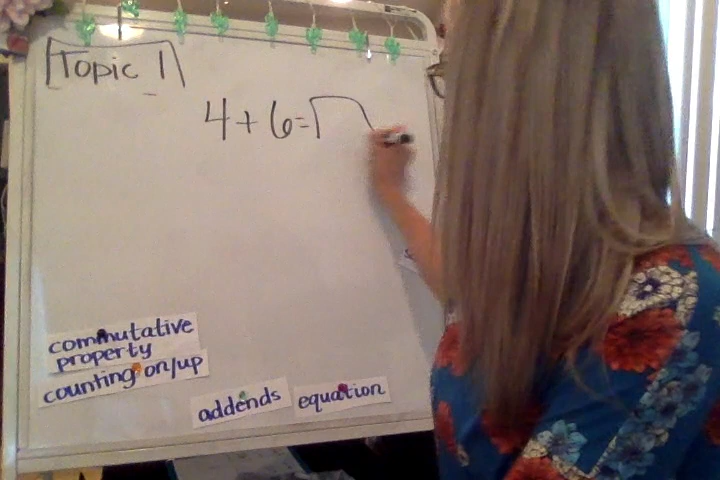 Topic 1
4 + 6 =
commutative
property
counting on/up
addends
equation